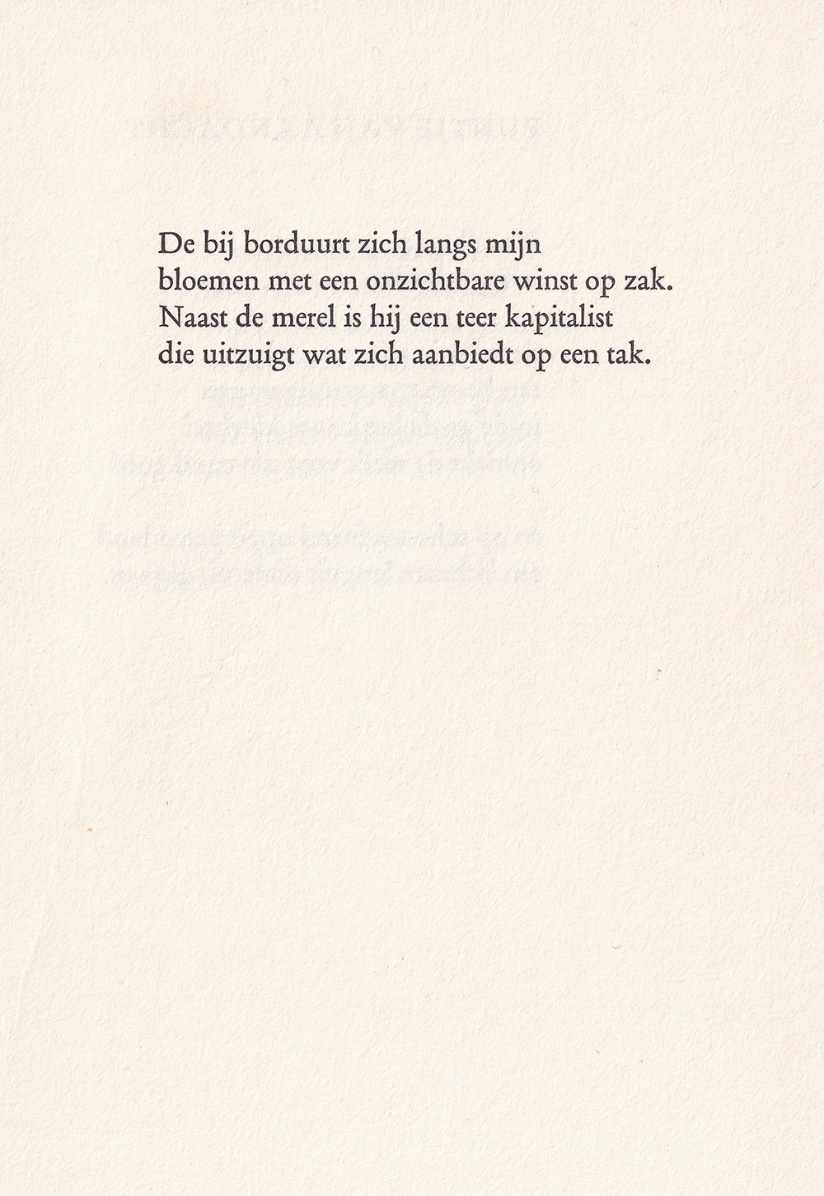 De bij borduurt zich langs mijn
bloemen met een onzichtbare winst op zak.
Naast de merel is hij een teer kapitalist
die uitzuigt wat zich aanbiedt op een tak.